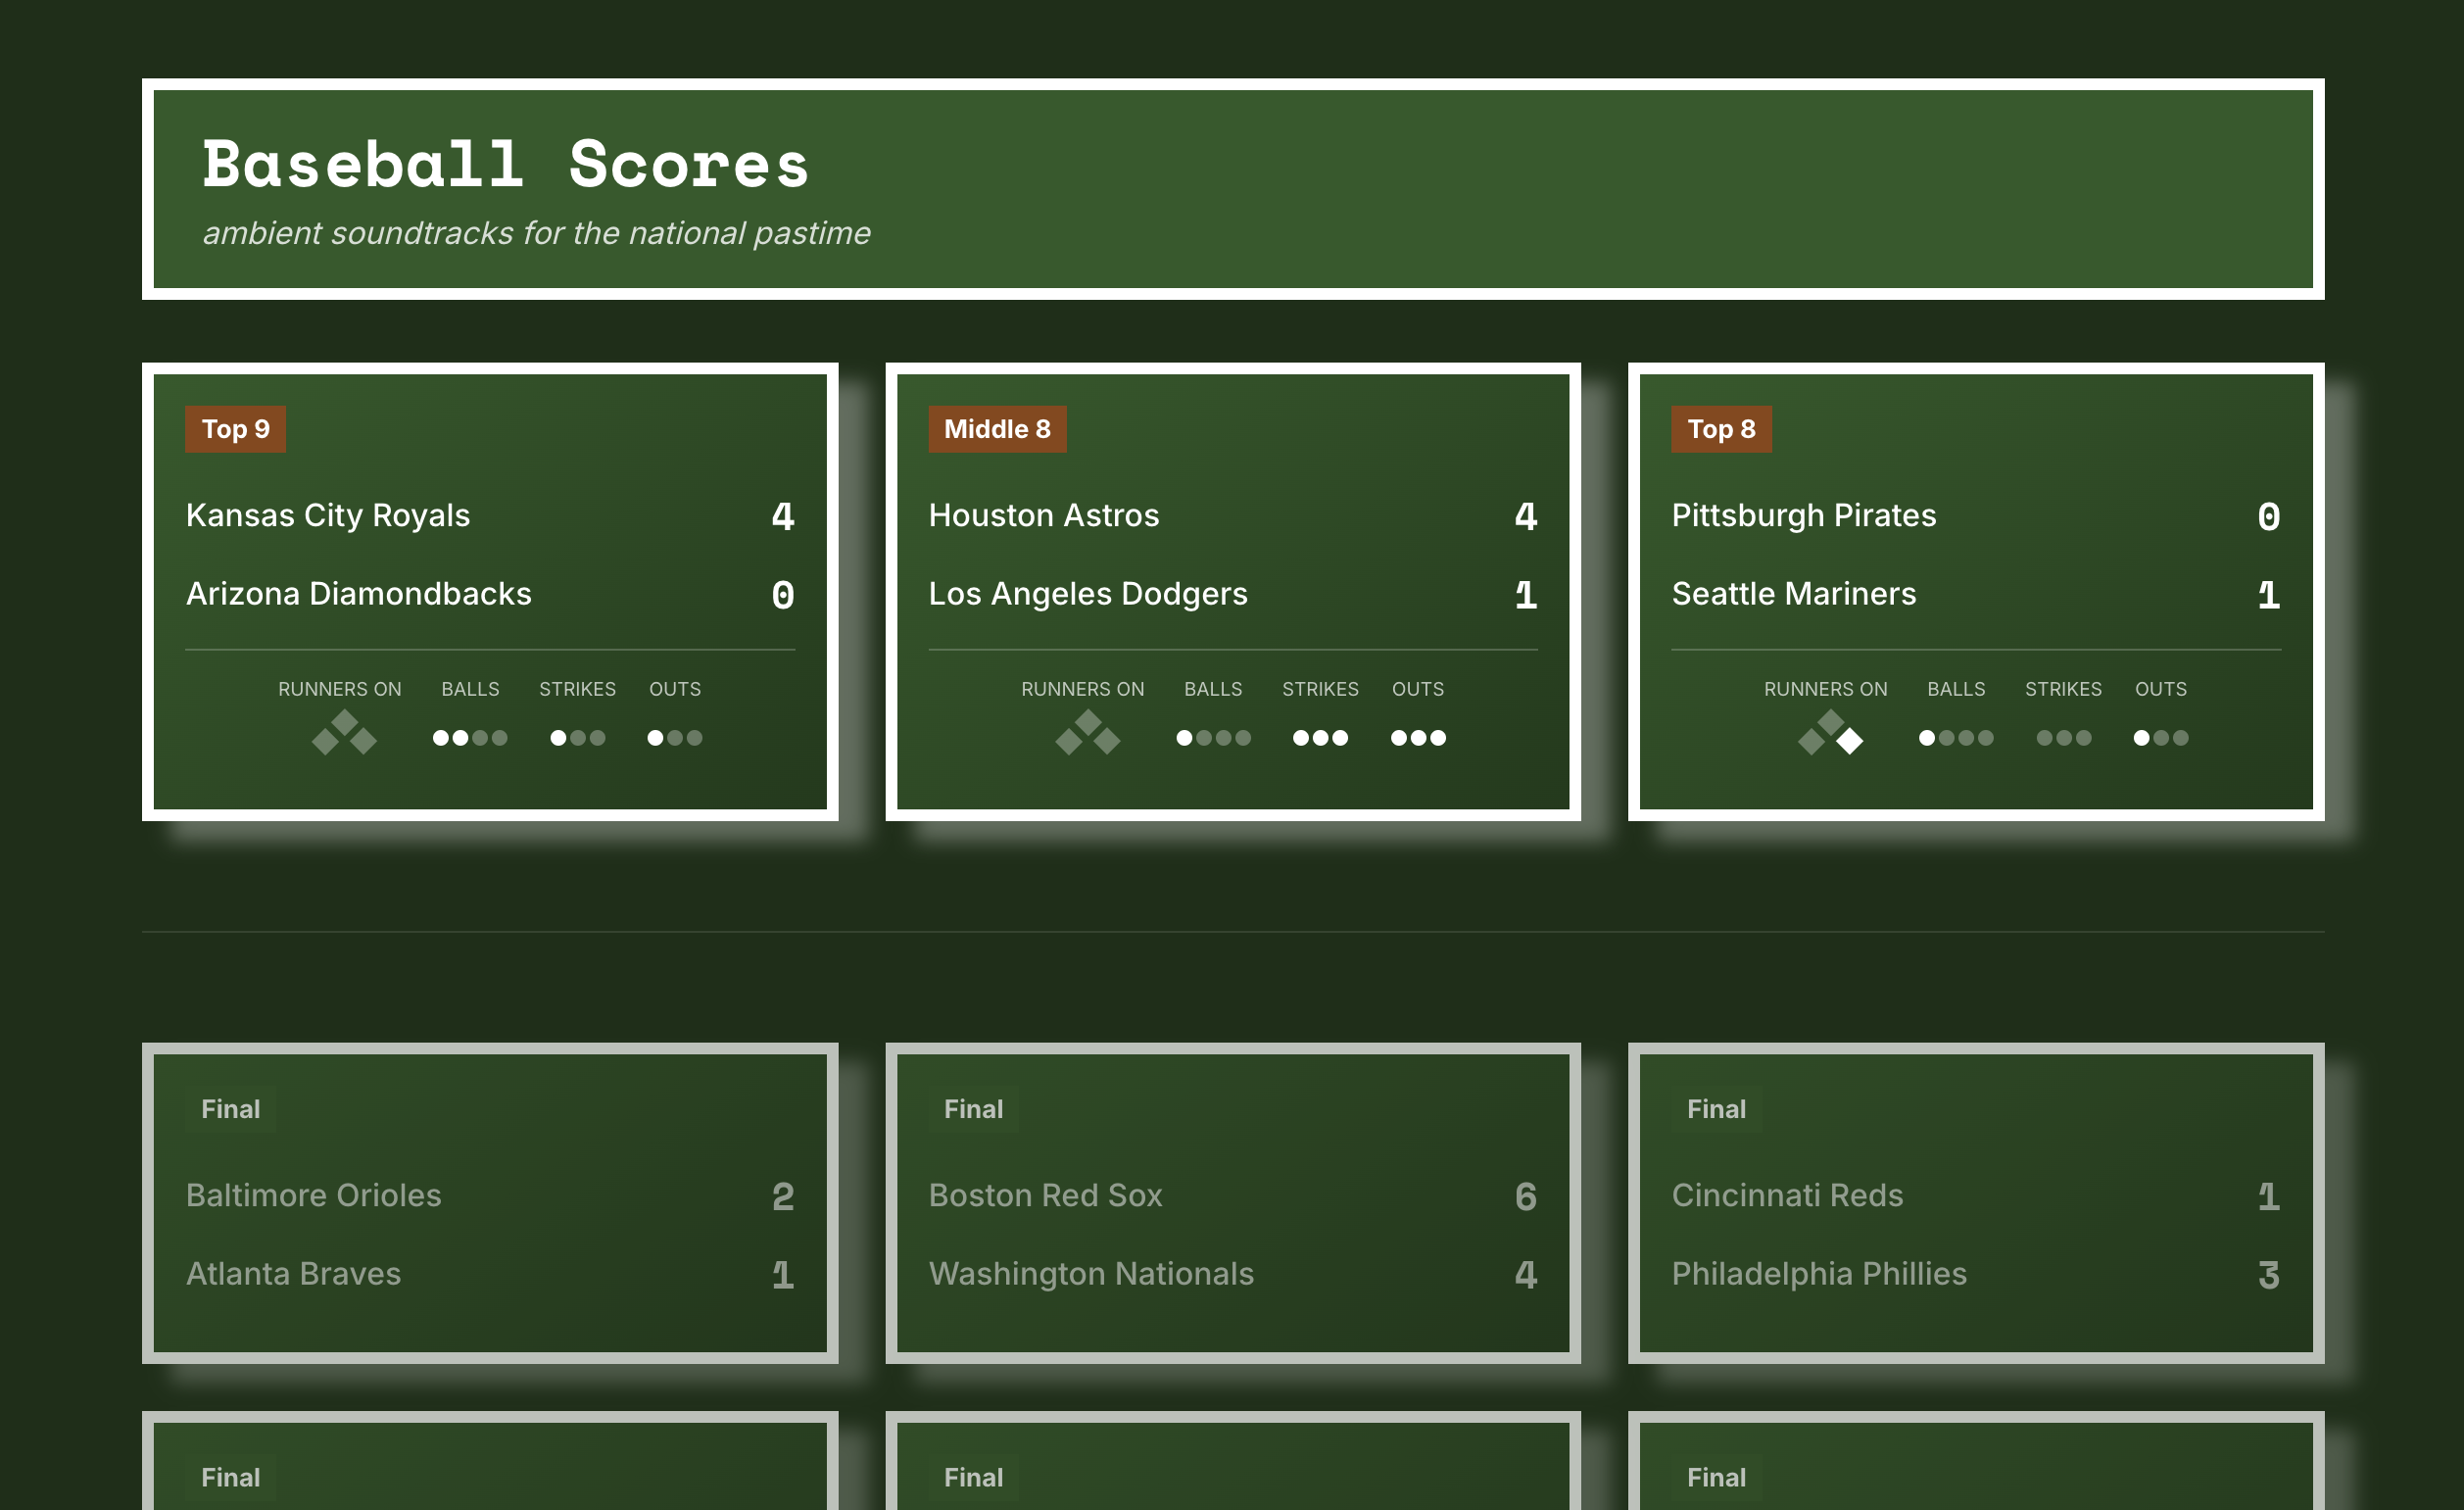 Baseball Scores
ambient soundtracks for the national pastime
Top 9
Kansas City Royals 4
Arizona Diamondbacks 0
RUNNERS ON BALLS STRIKES OUTS
Middle 8
Houston Astros 4
Los Angeles Dodgers 1
RUNNERS ON BALLS STRIKES OUTS
Top 8
Pittsburgh Pirates 0
Seattle Mariners 1
RUNNERS ON BALLS STRIKES OUTS
Final
Baltimore Orioles 2
Atlanta Braves 1
Final
Boston Red Sox 6
Washington Nationals 4
Final
Cincinnati Reds 1
Philadelphia Phillies 3
Final
Final
Final